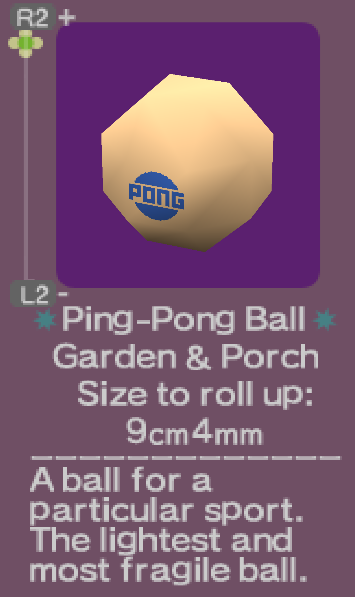 R2 +
PONG
L2 -
Ping-Pong Ball
Garden & Porch
Size to roll up:
9cm4mm
A ball for a
particular sport.
The lightest and
most fragile ball.